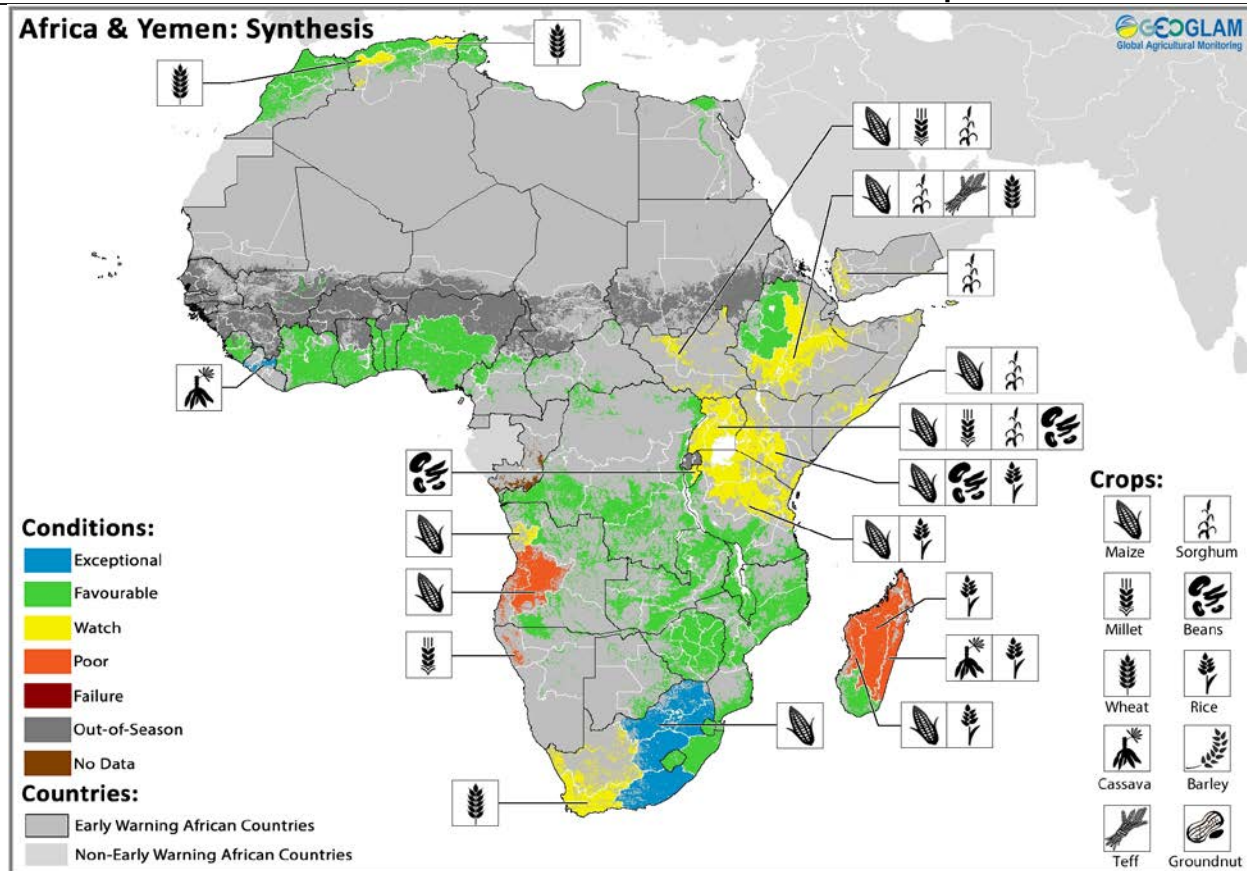 Africa & Yemen: Synthesis
GEOGLAM
Global Agricultural Monitoring
Conditions:
Exceptional
Favourable
Watch
Poor
Failure
Out-of-Season
No Data
Countries:
Early Warning African Countries
Non-Early Warning African Countries
Crops:
Maize
Sorghum
Millet
Beans
Wheat
Rice
Cassava
Barley
Teff
Groundnut